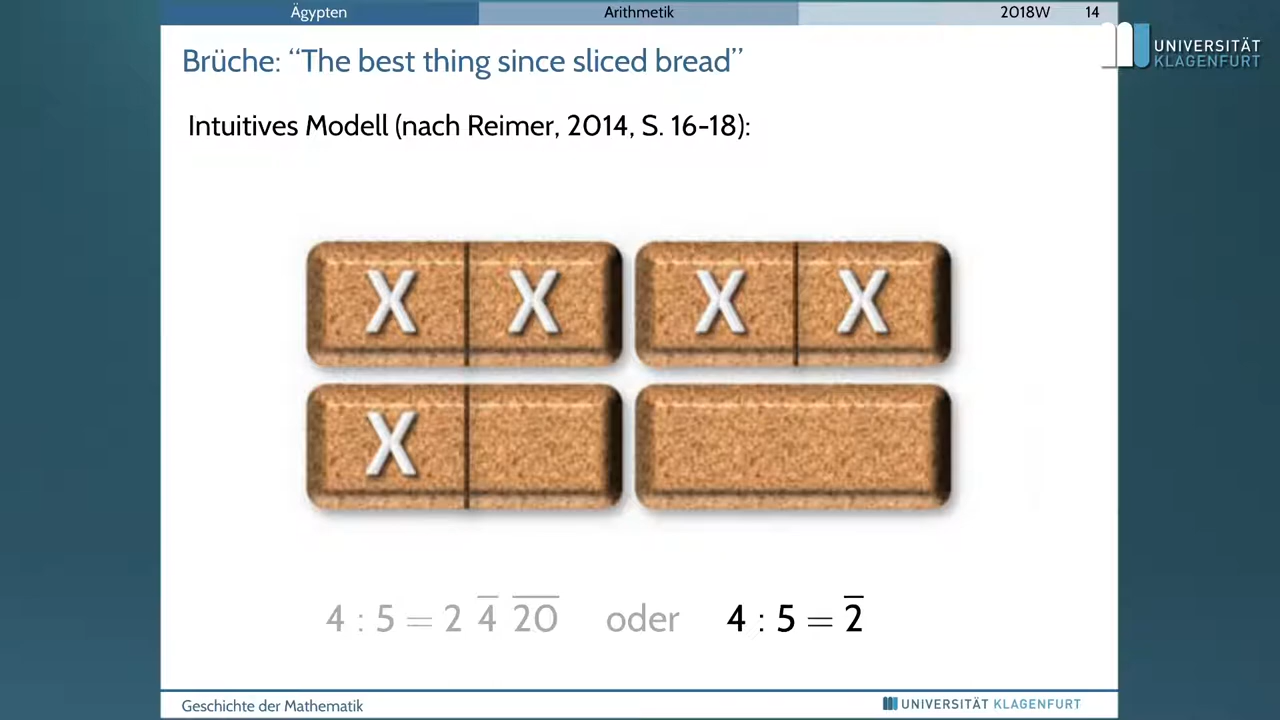 Ägypten Arithmetik 2018W 14
UNIVERSITÄT
KLAGENFURT
Brüche: “The best thing since sliced bread”
Intuitives Modell (nach Reimer, 2014, S. 16-18):
X X X X
X
4 : 5 = 2 4̅ 2̅0̅ oder 4 : 5 = 2̅
Geschichte der Mathematik UNIVERSITÄT KLAGENFURT